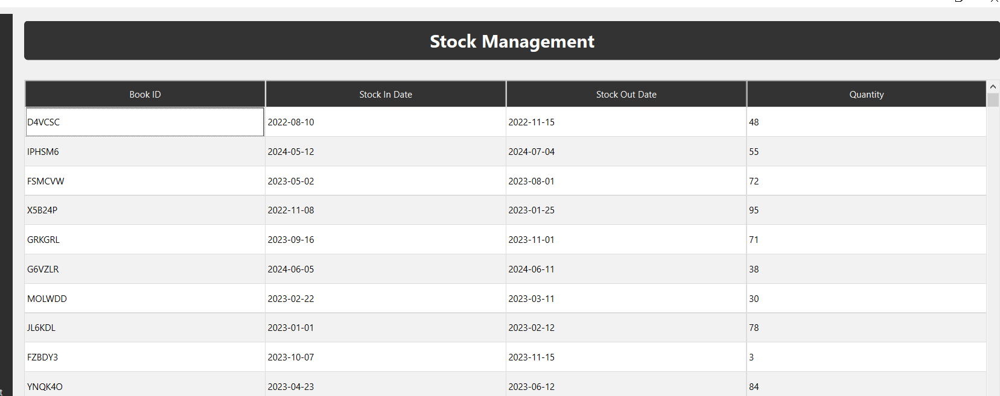 Stock Management
Book ID Stock In Date Stock Out Date Quantity
D4VCSC 2022-08-10 2022-11-15 48
IPHSM6 2024-05-12 2024-07-04 55
FSMCVW 2023-05-02 2023-08-01 72
X5B24P 2022-11-08 2023-01-25 95
GRKGRL 2023-09-16 2023-11-01 71
G6VZLR 2024-06-05 2024-06-11 38
MOLWDD 2023-02-22 2023-03-11 30
JL6KDL 2023-01-01 2023-02-12 78
FZBDY3 2023-10-07 2023-11-15 3
YNQK4O 2023-04-23 2023-06-12 84
t